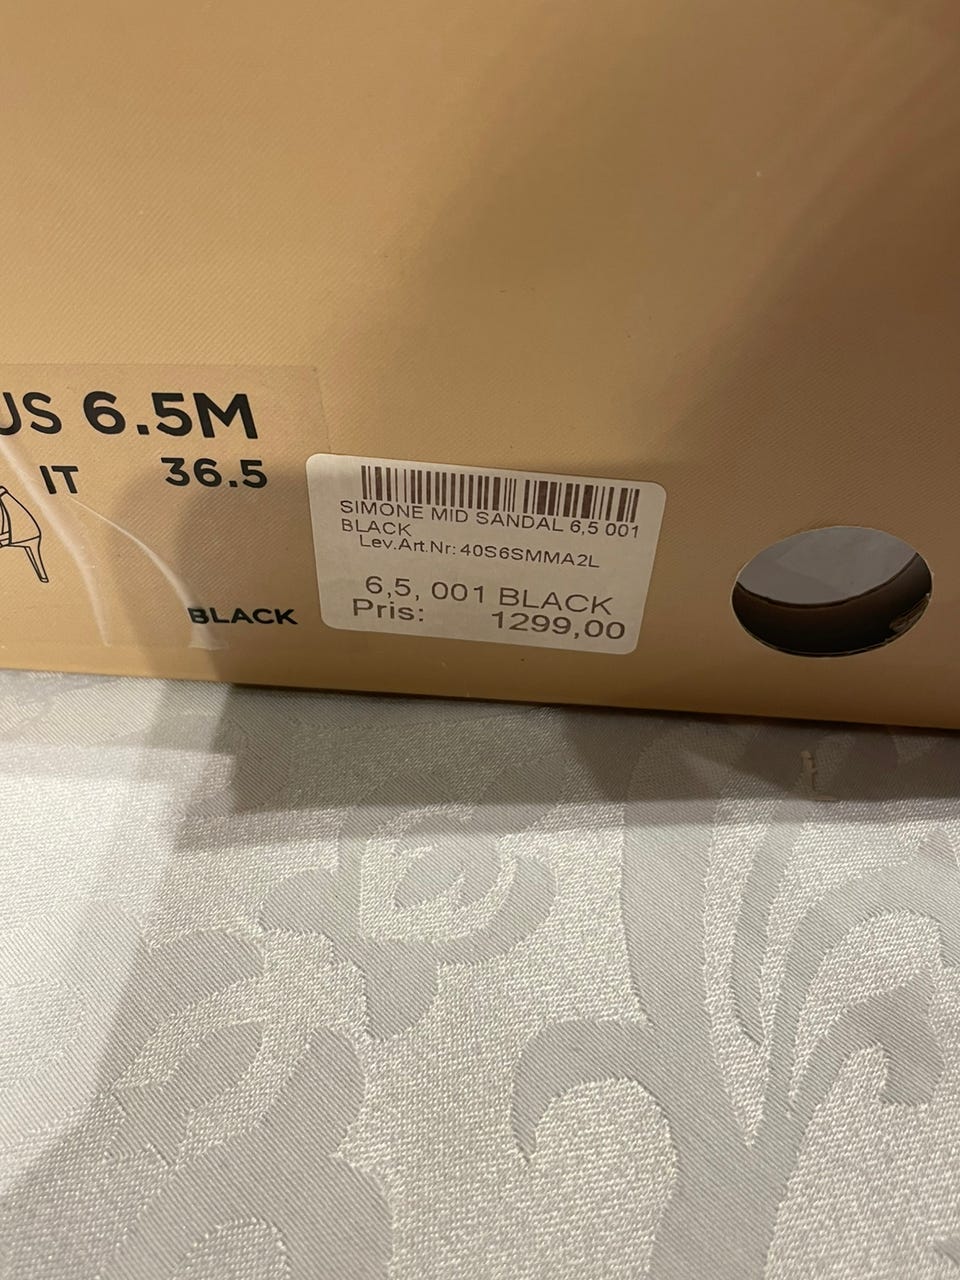 US 6.5M
IT 36.5
BLACK
SIMONE MID SANDAL 6,5 001
BLACK
Lev.Art.Nr: 40S6SMMA2L
6,5, 001 BLACK
Pris: 1299,00